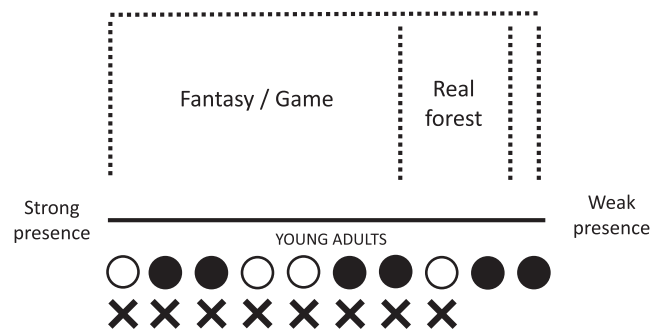 Fantasy / Game
Real
forest
Strong
presence
Weak
presence
YOUNG ADULTS